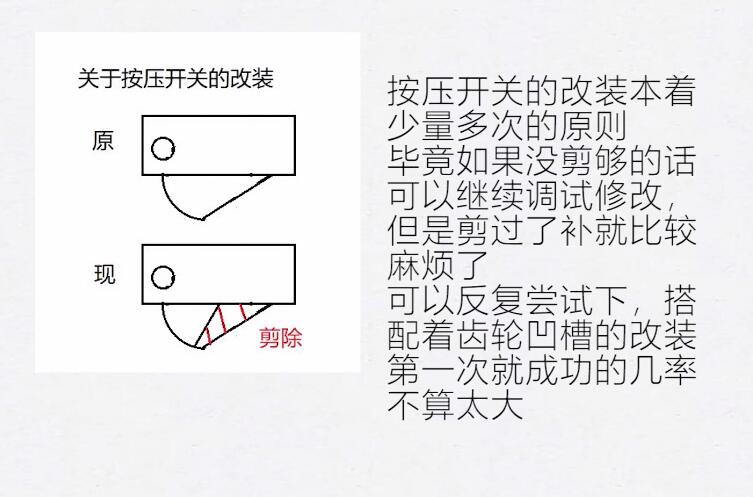 关于按压开关的改装
原
现
剪除
按压开关的改装本着
少量多次的原则
毕竟如果没剪够的话
可以继续调试修改，
但是剪过了补就比较
麻烦了
可以反复尝试下，搭
配着齿轮凹槽的改装
第一次就成功的几率
不算太大